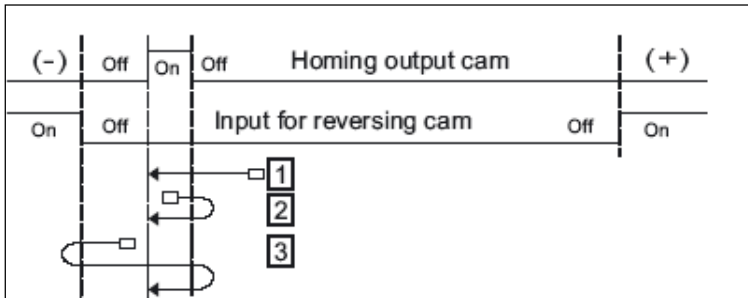 (-) Off On Off Homing output cam (+)
On Off Input for reversing cam Off On
1
2
3